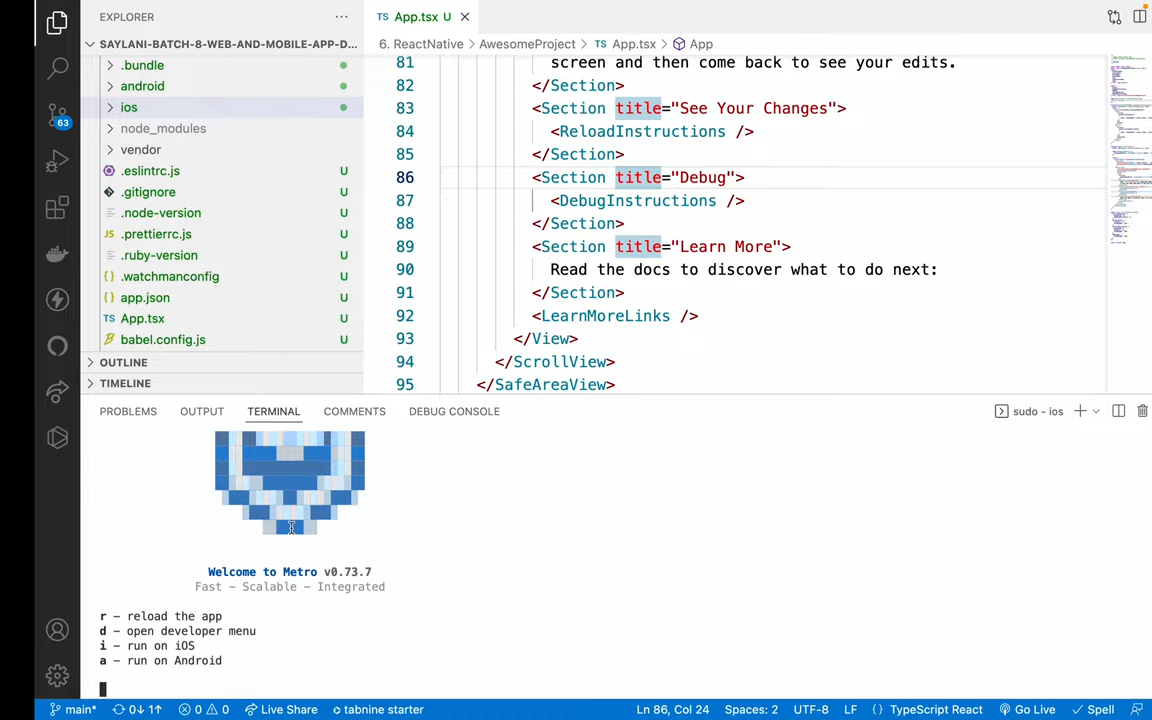 EXPLORER
TS App.tsx U
SAYLANI-BATCH-8-WEB-AND-MOBILE-APP-D...
6. ReactNative > AwesomeProject > TS App.tsx > App
.bundle
android
ios
node_modules
vendor
.eslintrc.js U
.gitignore U
.node-version U
JS .prettierrc.js U
.ruby-version U
{} .watchmanconfig U
{} app.json U
TS App.tsx U
babel.config.js U
OUTLINE
TIMELINE
63
81 screen and then come back to see your edits.
82 </Section>
83 <Section title="See Your Changes">
84 <ReloadInstructions />
85 </Section>
86 <Section title="Debug">
87 <DebugInstructions />
88 </Section>
89 <Section title="Learn More">
90 Read the docs to discover what to do next:
91 </Section>
92 <LearnMoreLinks />
93 </View>
94 </ScrollView>
95 </SafeAreaView>
PROBLEMS OUTPUT TERMINAL COMMENTS DEBUG CONSOLE
sudo - ios
Welcome to Metro v0.73.7
Fast - Scalable - Integrated
r - reload the app
d - open developer menu
i - run on iOS
a - run on Android
main* 0↓ 1↑ 0 0 Live Share tabnine starter Ln 86, Col 24 Spaces: 2 UTF-8 LF {} TypeScript React Go Live Spell